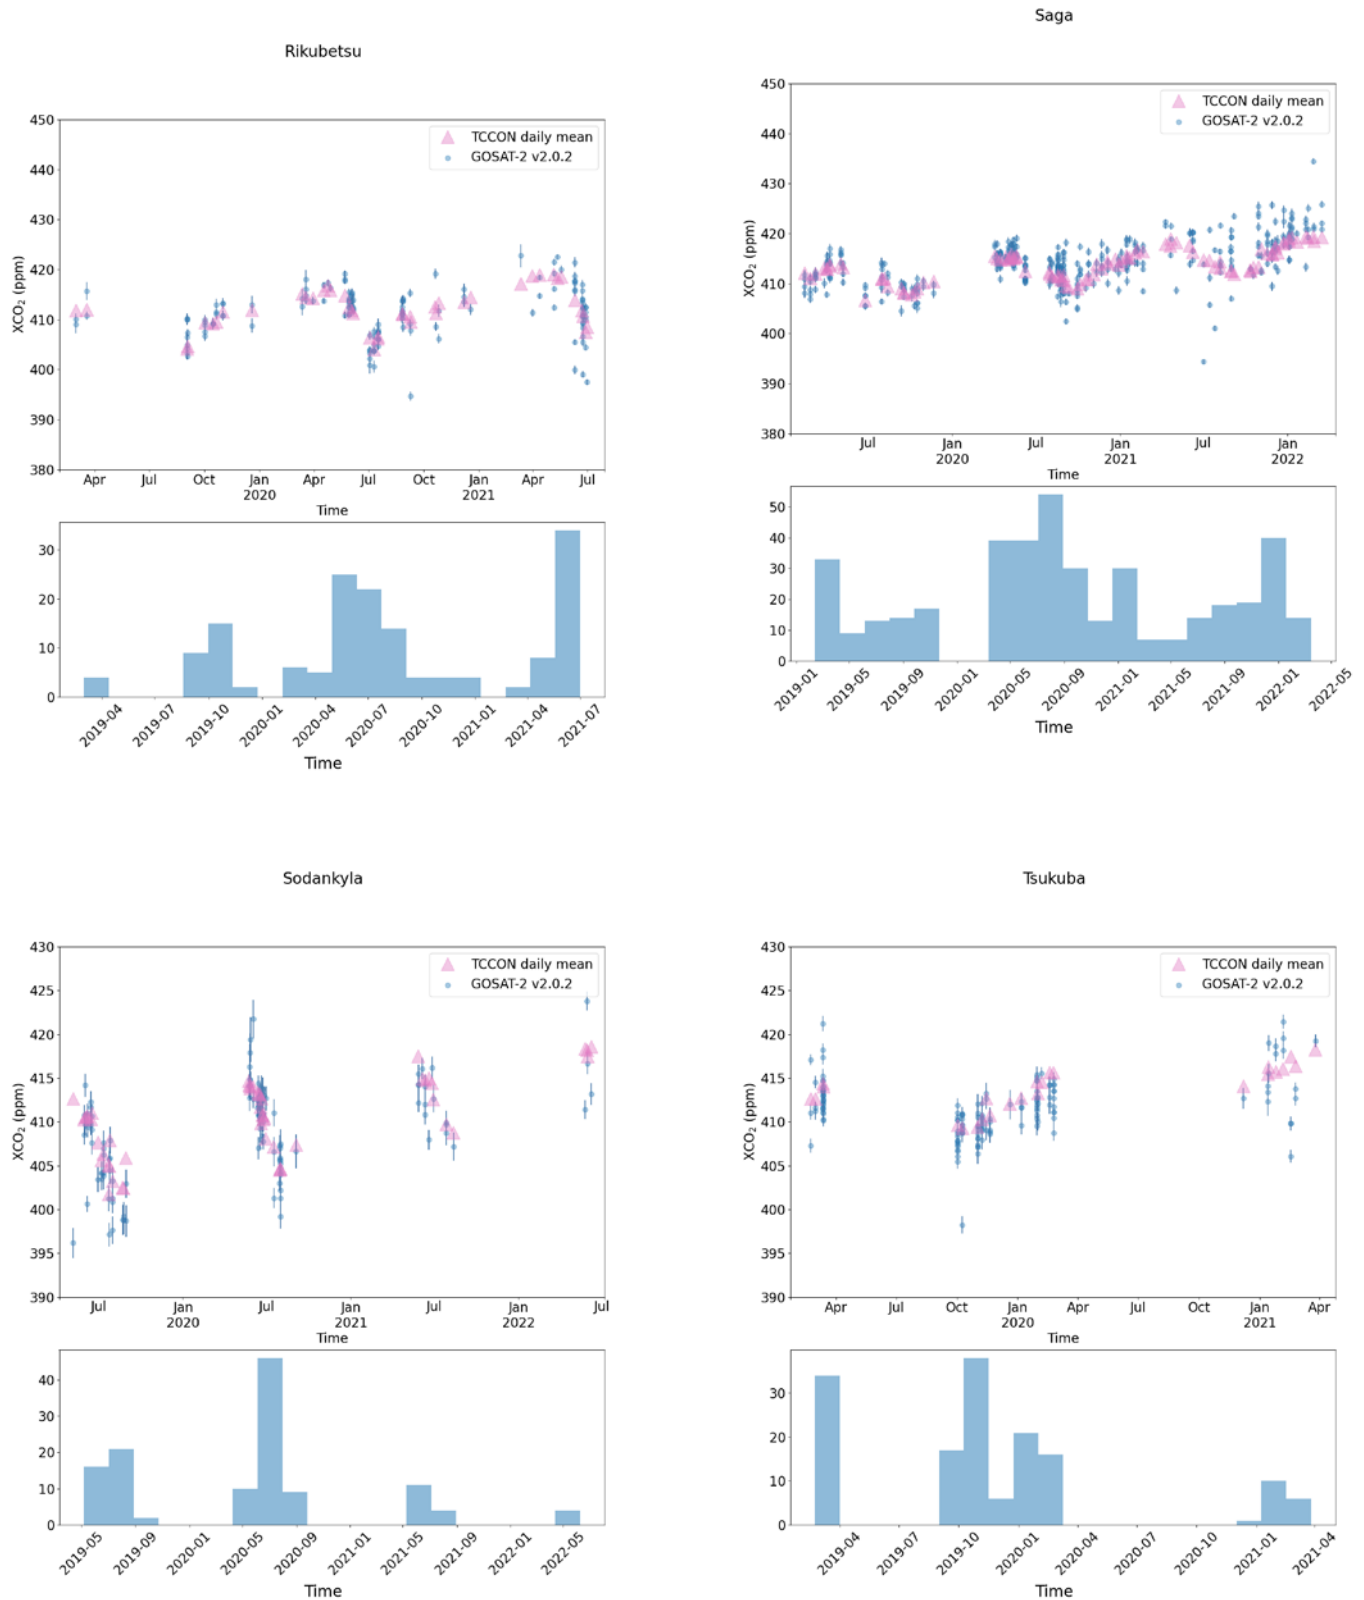 Rikubetsu
450
440
430
420
410
400
390
380
XCO₂ (ppm)
TCCON daily mean
GOSAT-2 v2.0.2
Apr Jul Oct Jan Apr Jul Oct Jan Apr Jul
2020 2021
Time
30
20
10
0
2019-04 2019-07 2019-10 2020-01 2020-04 2020-07 2020-10 2021-01 2021-04 2021-07
Time
Saga
450
440
430
420
410
400
390
380
XCO₂ (ppm)
TCCON daily mean
GOSAT-2 v2.0.2
Jul Jan Jul Jan Jul Jan
2020 2021 2022
Time
50
40
30
20
10
0
2019-01 2019-05 2019-09 2020-01 2020-05 2020-09 2021-01 2021-05 2021-09 2022-01 2022-05
Time
Sodankyla
430
425
420
415
410
405
400
395
390
XCO₂ (ppm)
TCCON daily mean
GOSAT-2 v2.0.2
Jul Jan Jul Jan Jul Jan Jul
2020 2021 2022
Time
40
30
20
10
0
2019-05 2019-09 2020-01 2020-05 2020-09 2021-01 2021-05 2021-09 2022-01 2022-05
Time
Tsukuba
430
425
420
415
410
405
400
395
390
XCO₂ (ppm)
TCCON daily mean
GOSAT-2 v2.0.2
Apr Jul Oct Jan Apr Jul Oct Jan Apr
2020 2021
Time
30
20
10
0
2019-04 2019-07 2019-10 2020-01 2020-04 2020-07 2020-10 2021-01 2021-04
Time